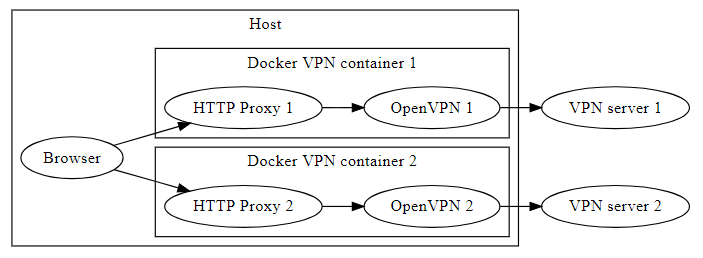 Host
Docker VPN container 1
HTTP Proxy 1
OpenVPN 1
VPN server 1
Browser
Docker VPN container 2
HTTP Proxy 2
OpenVPN 2
VPN server 2